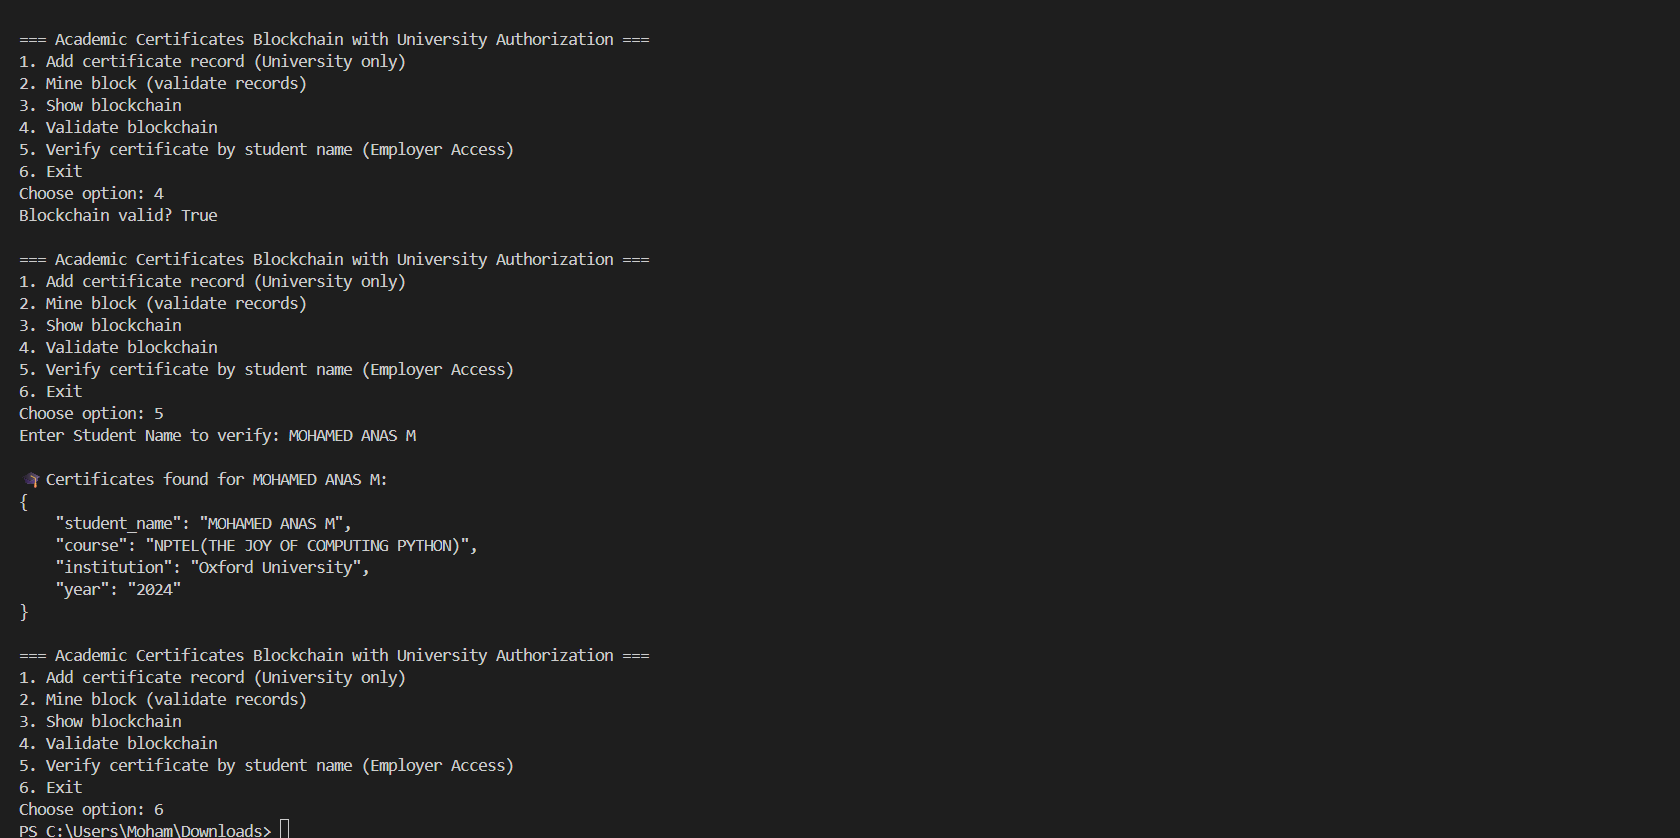 === Academic Certificates Blockchain with University Authorization ===
1. Add certificate record (University only)
2. Mine block (validate records)
3. Show blockchain
4. Validate blockchain
5. Verify certificate by student name (Employer Access)
6. Exit
Choose option: 4
Blockchain valid? True

=== Academic Certificates Blockchain with University Authorization ===
1. Add certificate record (University only)
2. Mine block (validate records)
3. Show blockchain
4. Validate blockchain
5. Verify certificate by student name (Employer Access)
6. Exit
Choose option: 5
Enter Student Name to verify: MOHAMED ANAS M

🎓 Certificates found for MOHAMED ANAS M:
{
    "student_name": "MOHAMED ANAS M",
    "course": "NPTEL(THE JOY OF COMPUTING PYTHON)",
    "institution": "Oxford University",
    "year": "2024"
}

=== Academic Certificates Blockchain with University Authorization ===
1. Add certificate record (University only)
2. Mine block (validate records)
3. Show blockchain
4. Validate blockchain
5. Verify certificate by student name (Employer Access)
6. Exit
Choose option: 6
PS C:\Users\Moham\Downloads>